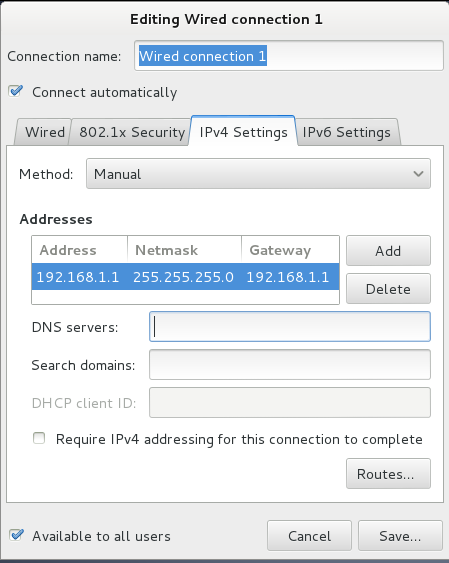 Editing Wired connection 1
Connection name: Wired connection 1
Connect automatically
Wired 802.1x Security IPv4 Settings IPv6 Settings
Method: Manual
Addresses
Address Netmask Gateway Add
192.168.1.1 255.255.255.0 192.168.1.1
Delete
DNS servers:
Search domains:
DHCP client ID:
Require IPv4 addressing for this connection to complete
Routes...
Available to all users Cancel Save...